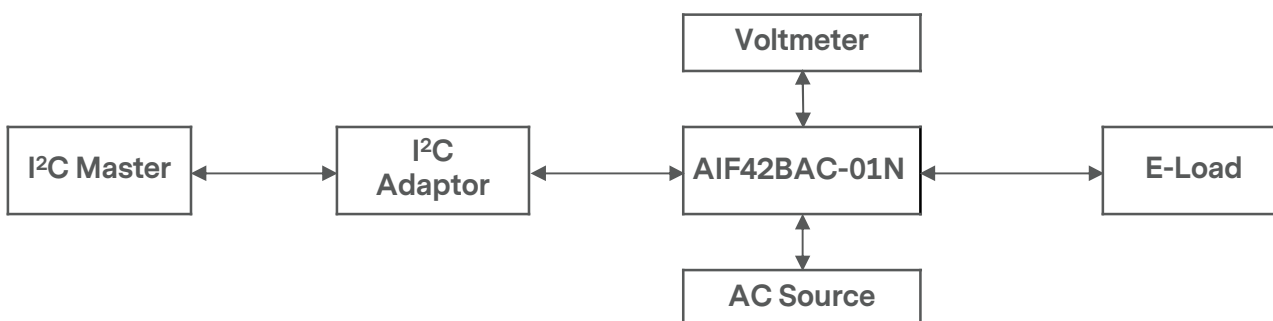 Voltmeter
I²C Master
I²C
Adaptor
AIF42BAC-01N
E-Load
AC Source